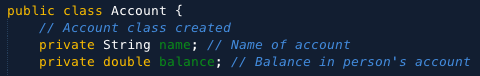 public class Account {
    // Account class created
    private String name; // Name of account
    private double balance; // Balance in person's account